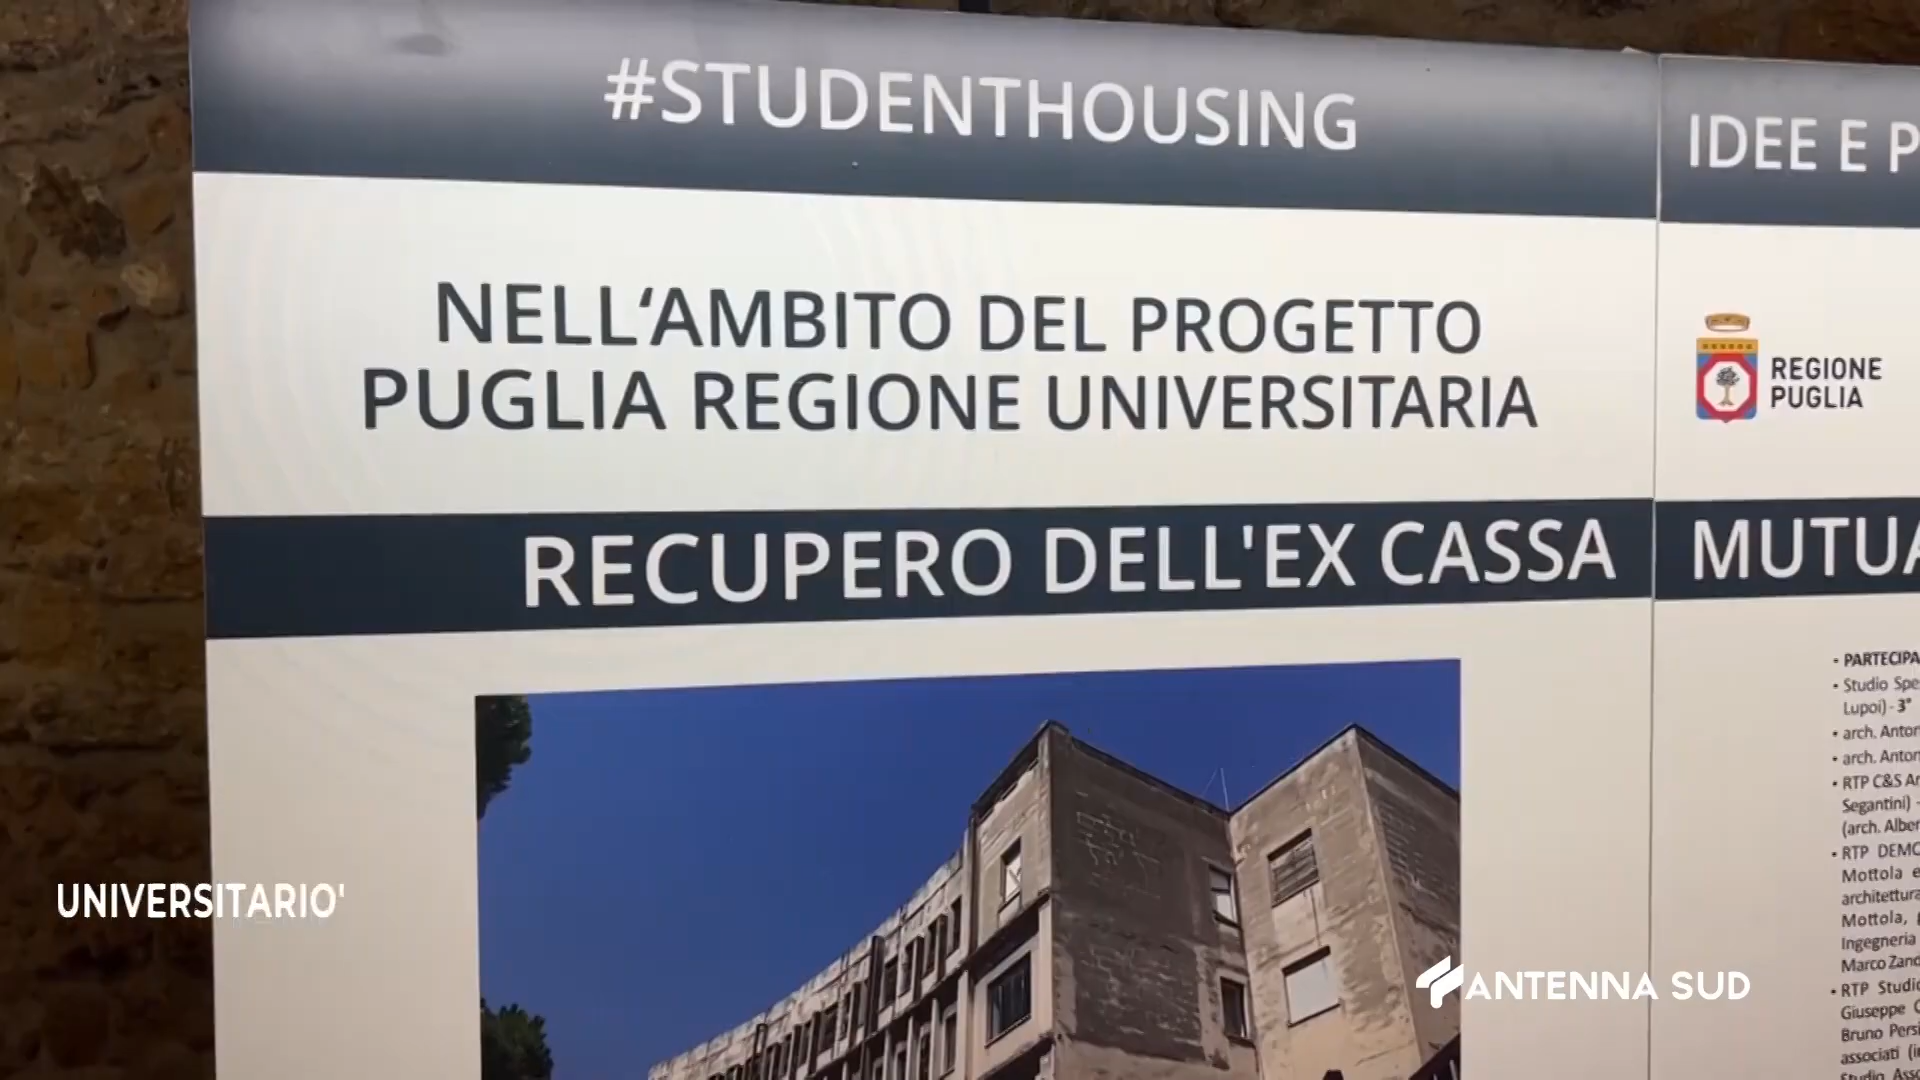 #STUDENTHOUSING
NELL‘AMBITO DEL PROGETTO
PUGLIA REGIONE UNIVERSITARIA
RECUPERO DELL'EX CASSA
IDEE E P
REGIONE
PUGLIA
MUTUA
- PARTECIPA
• Studio Spe
Lupoi) - 3°
• arch. Anton
• arch. Anton
• RTP C&S Ar
Segantini) -
(arch. Alber
• RTP DEMO
Mottola e
architettura
Mottola,
Ingegneria
Marco Zand
• RTP Studio
Giuseppe
Bruno Persi
associati (i
Studio Asso
UNIVERSITARIO'
ANTENNA SUD